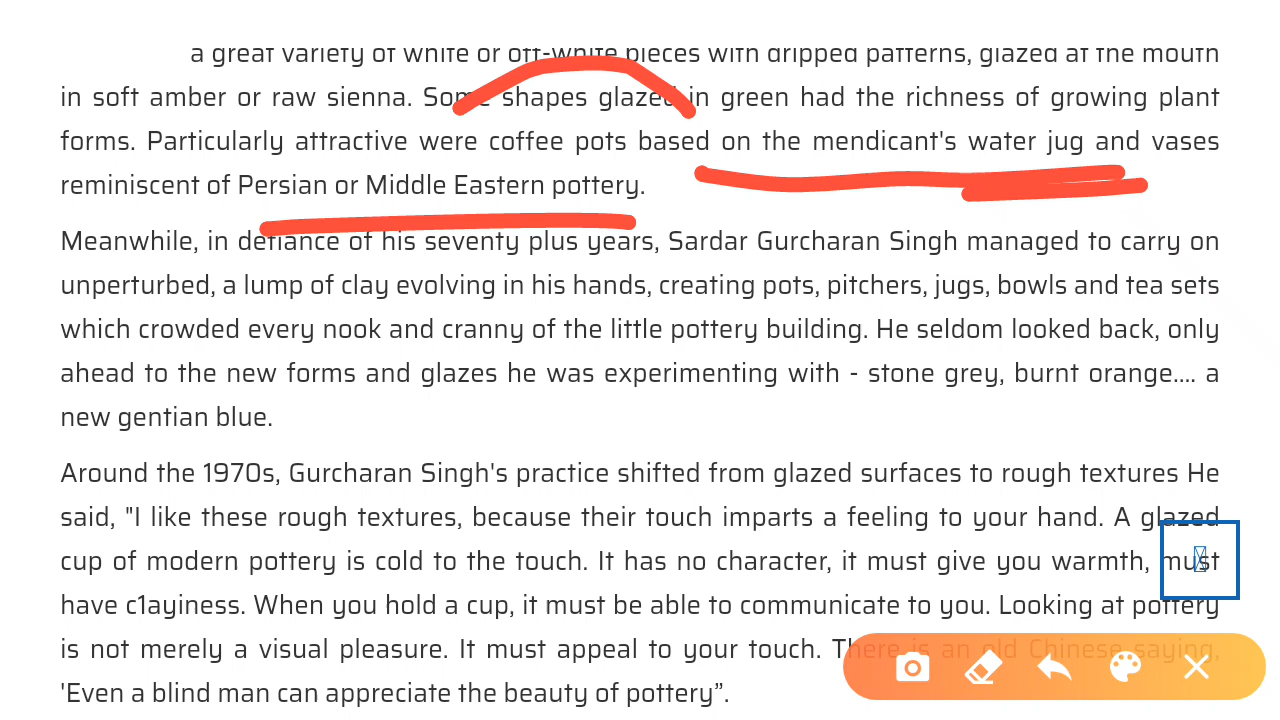 a great variety of white or off-white pieces with dripped patterns, glazed at the mouth
in soft amber or raw sienna. Some shapes glazed in green had the richness of growing plant
forms. Particularly attractive were coffee pots based on the mendicant's water jug and vases
reminiscent of Persian or Middle Eastern pottery.
Meanwhile, in defiance of his seventy plus years, Sardar Gurcharan Singh managed to carry on
unperturbed, a lump of clay evolving in his hands, creating pots, pitchers, jugs, bowls and tea sets
which crowded every nook and cranny of the little pottery building. He seldom looked back, only
ahead to the new forms and glazes he was experimenting with - stone grey, burnt orange.... a
new gentian blue.
Around the 1970s, Gurcharan Singh's practice shifted from glazed surfaces to rough textures He
said, "I like these rough textures, because their touch imparts a feeling to your hand. A glazed
cup of modern pottery is cold to the touch. It has no character, it must give you warmth, must
have c1ayiness. When you hold a cup, it must be able to communicate to you. Looking at pottery
is not merely a visual pleasure. It must appeal to your touch. There is an old Chinese saying,
'Even a blind man can appreciate the beauty of pottery”.